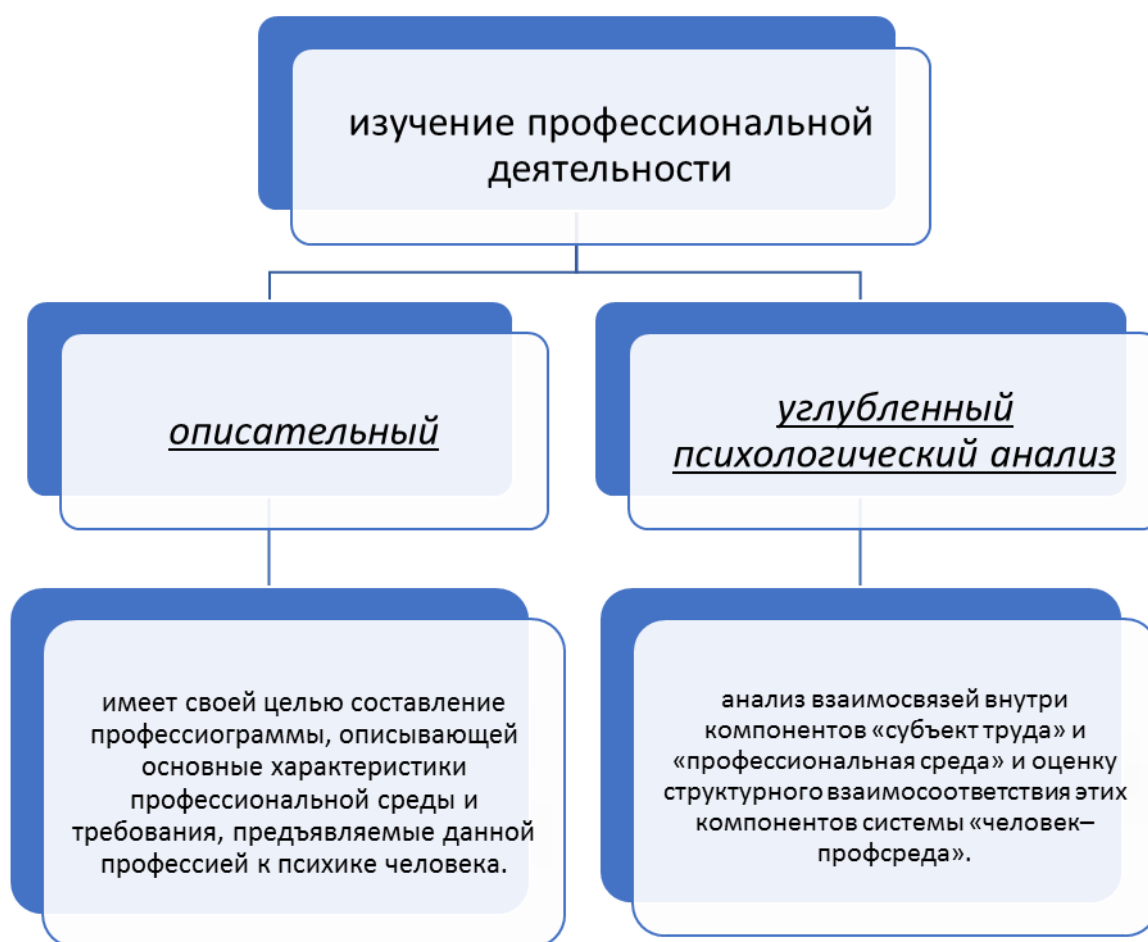 изучение профессиональной
деятельности
описательный
углубленный
психологический анализ
имеет своей целью составление
профессиограммы, описывающей
основные характеристики
профессиональной среды и
требования, предъявляемые данной
профессией к психике человека.
анализ взаимосвязей внутри
компонентов «субъект труда» и
«профессиональная среда» и оценку
структурного взаимосоответствия этих
компонентов системы «человек–
профсреда».